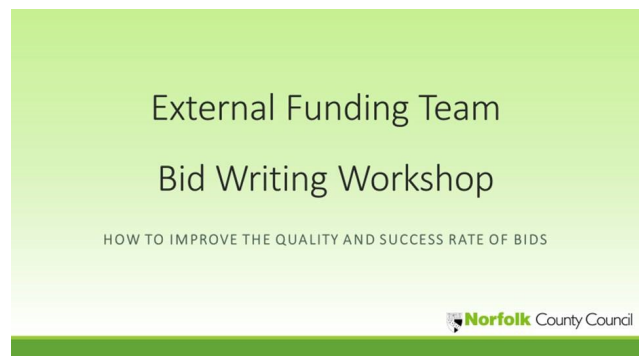 External Funding Team
Bid Writing Workshop
HOW TO IMPROVE THE QUALITY AND SUCCESS RATE OF BIDS
Norfolk County Council